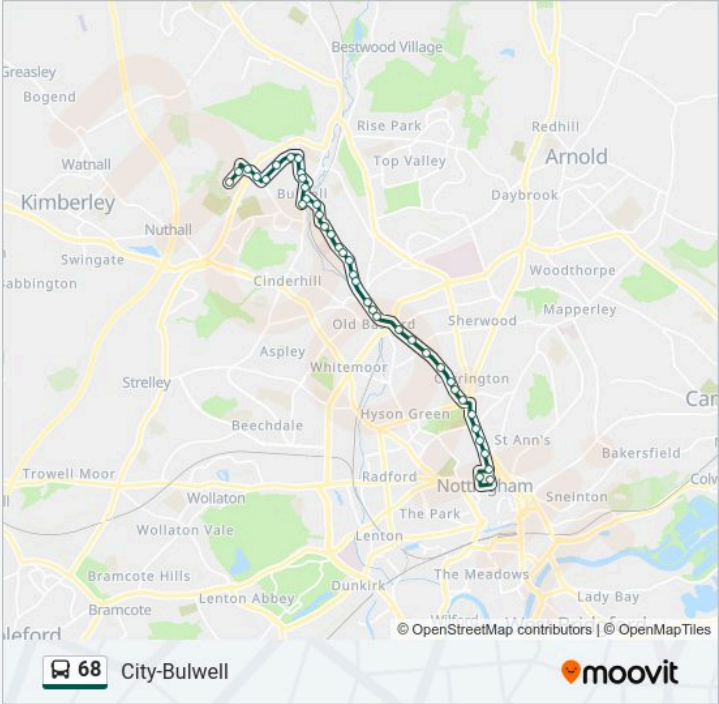 Bestwood Village
Greasley
Bogend
Rise Park
Redhill
Top Valley
Arnold
Watnall
Daybrook
Kimberley
Nuthall
Swingate
Woodthorpe
Cinderhill
Mapperley
Sherwood
Aspley
Whitemoor
Strelley
Hyson Green
Beechdale
St Ann's
Bakersfield
Trowell Moor
Radford
Wollaton
Nottingham
Sneinton
The Park
Wollaton Vale
Lenton
Bramcote Hills
Dunkirk
The Meadows
Lenton Abbey
Lady Bay
Bramcote
© OpenStreetMap contributors | © OpenMapTiles
68 City-Bulwell
moovit